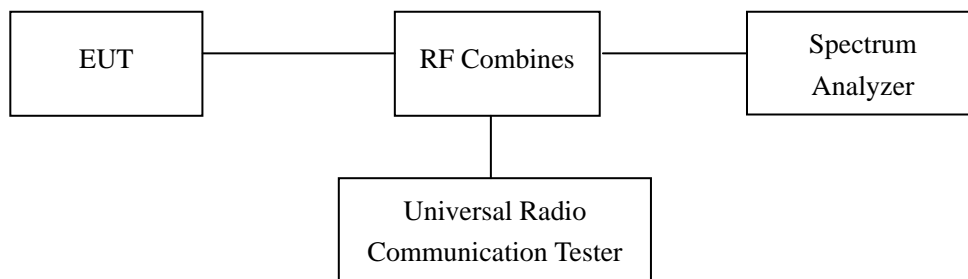 EUT
RF Combines
Spectrum
Analyzer
Universal Radio
Communication Tester